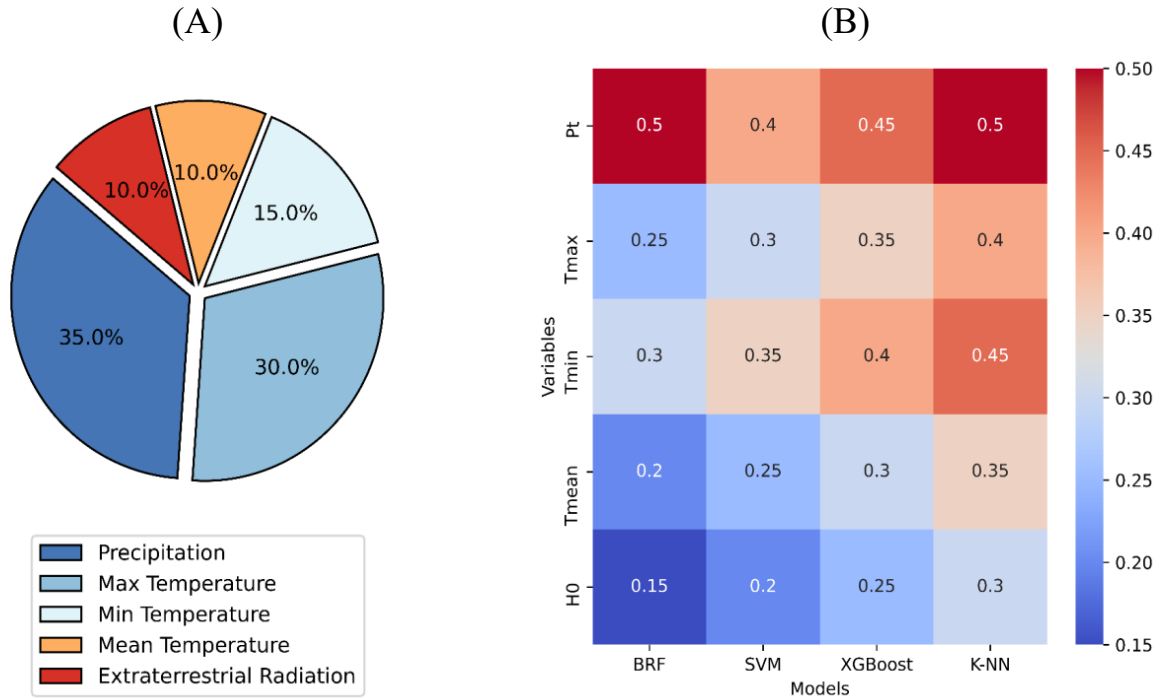 (A)
10.0%
10.0%
15.0%
35.0%
30.0%
Precipitation
Max Temperature
Min Temperature
Mean Temperature
Extraterrestrial Radiation
(B)
Variables
Pt 0.5 0.4 0.45 0.5
Tmax 0.25 0.3 0.35 0.4
Tmin 0.3 0.35 0.4 0.45
Tmean 0.2 0.25 0.3 0.35
H0 0.15 0.2 0.25 0.3
BRF SVM XGBoost K-NN
Models
0.50
0.45
0.40
0.35
0.30
0.25
0.20
0.15